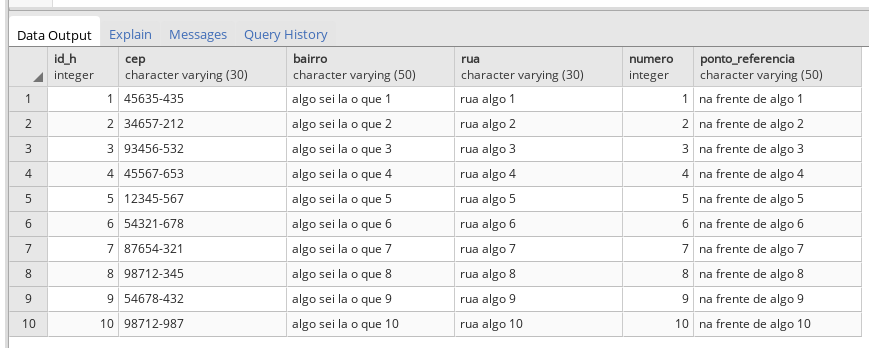 Data Output Explain Messages Query History
id_h cep bairro rua numero ponto_referencia
integer character varying (30) character varying (50) character varying (30) integer character varying (50)
1 1 45635-435 algo sei la o que 1 rua algo 1 1 na frente de algo 1
2 2 34657-212 algo sei la o que 2 rua algo 2 2 na frente de algo 2
3 3 93456-532 algo sei la o que 3 rua algo 3 3 na frente de algo 3
4 4 45567-653 algo sei la o que 4 rua algo 4 4 na frente de algo 4
5 5 12345-567 algo sei la o que 5 rua algo 5 5 na frente de algo 5
6 6 54321-678 algo sei la o que 6 rua algo 6 6 na frente de algo 6
7 7 87654-321 algo sei la o que 7 rua algo 7 7 na frente de algo 7
8 8 98712-345 algo sei la o que 8 rua algo 8 8 na frente de algo 8
9 9 54678-432 algo sei la o que 9 rua algo 9 9 na frente de algo 9
10 10 98712-987 algo sei la o que 10 rua algo 10 10 na frente de algo 10